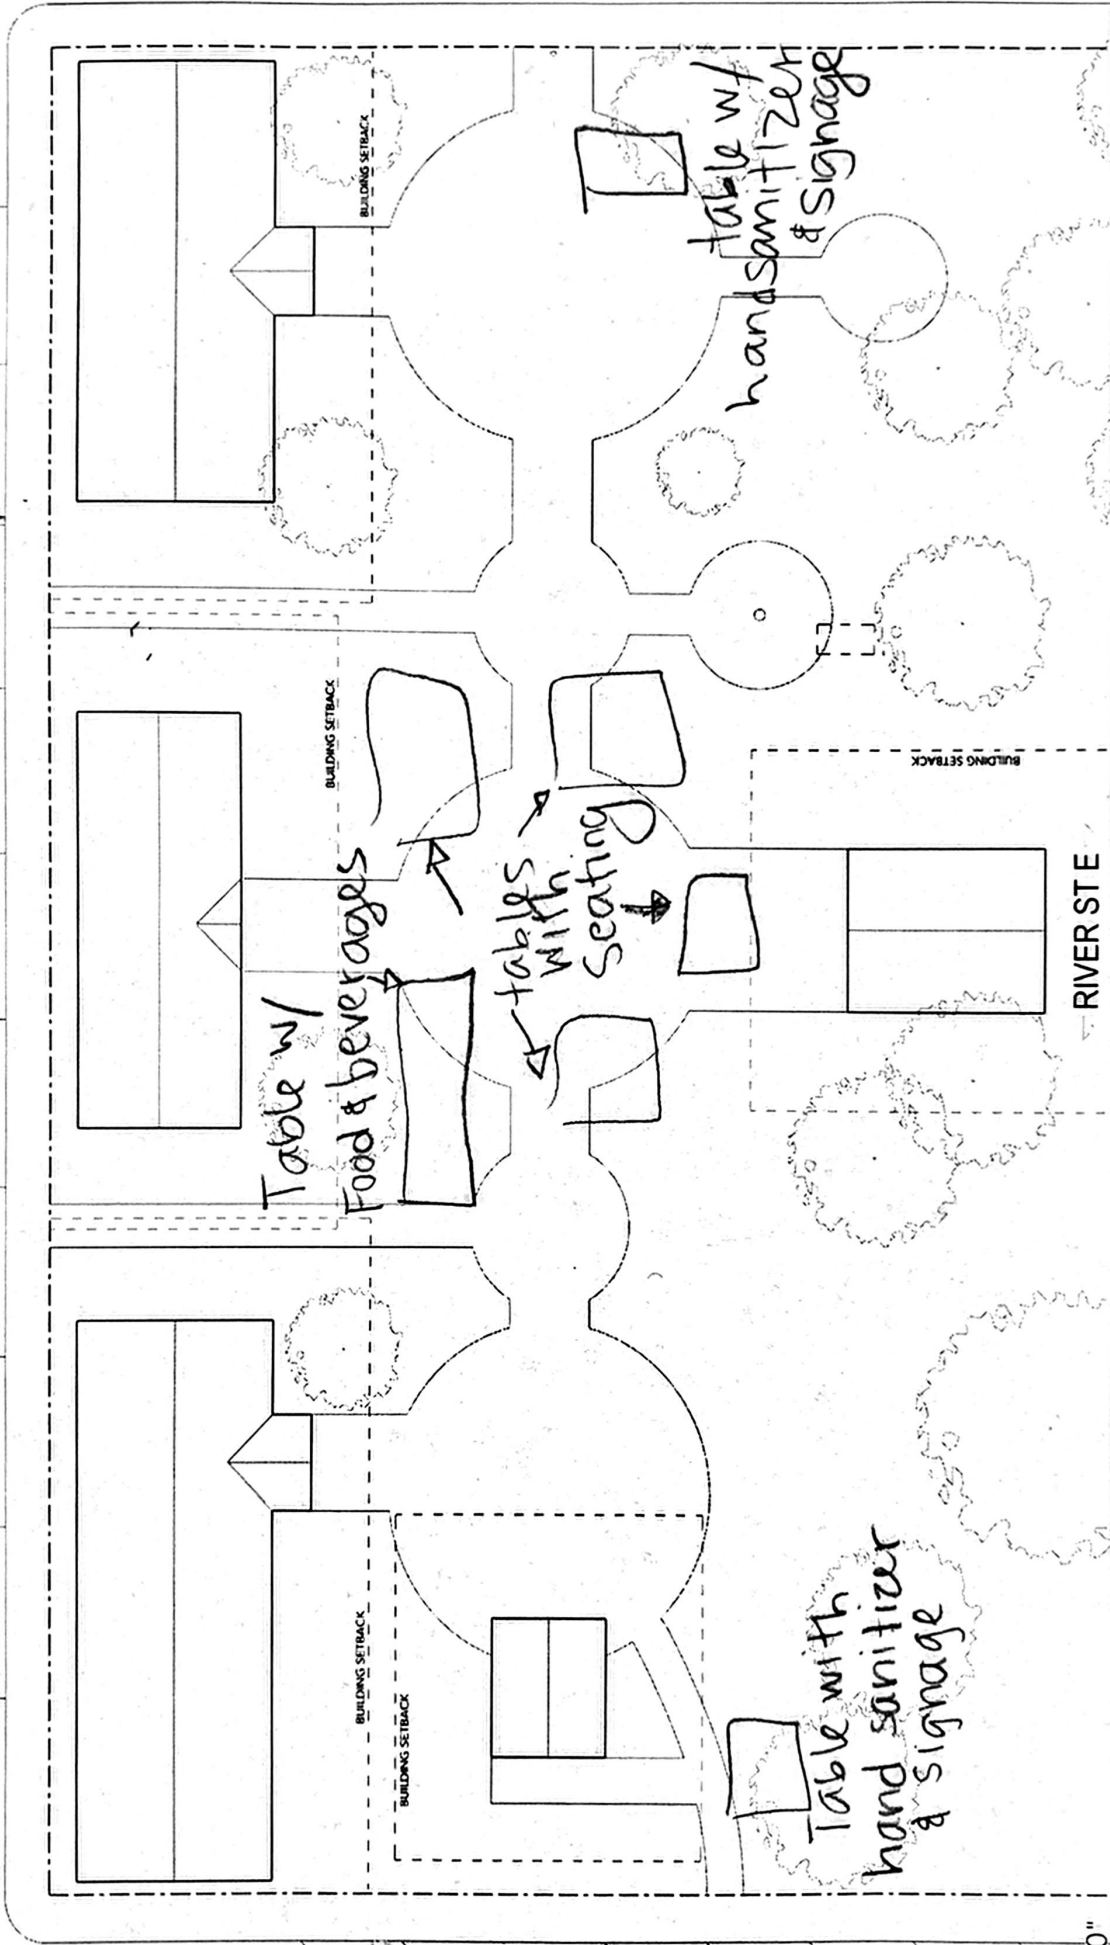 BUILDING SETBACK
table w/
handsanitizer
& signage
BUILDING SETBACK
BUILDING SETBACK
Table w/
Food & beverages
tables
with
Seating
RIVER ST E
BUILDING SETBACK
BUILDING SETBACK
Table with
hand sanitizer
& signage
0"